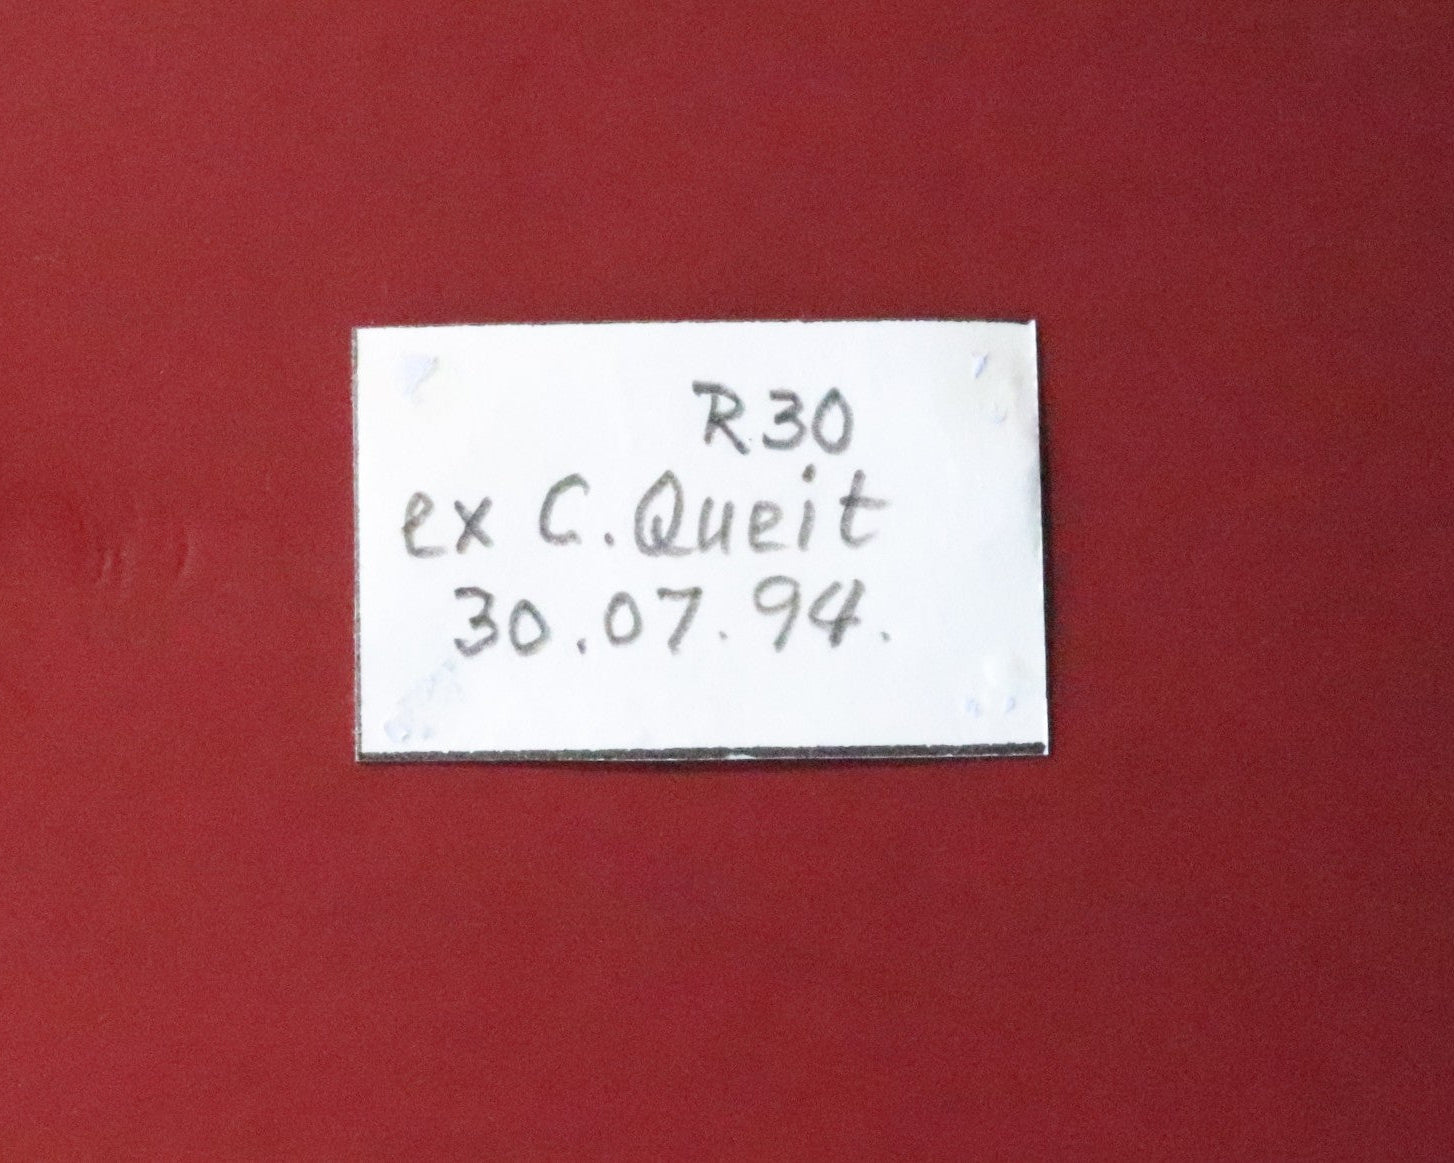 R30
ex C. Queit
30.07.94.